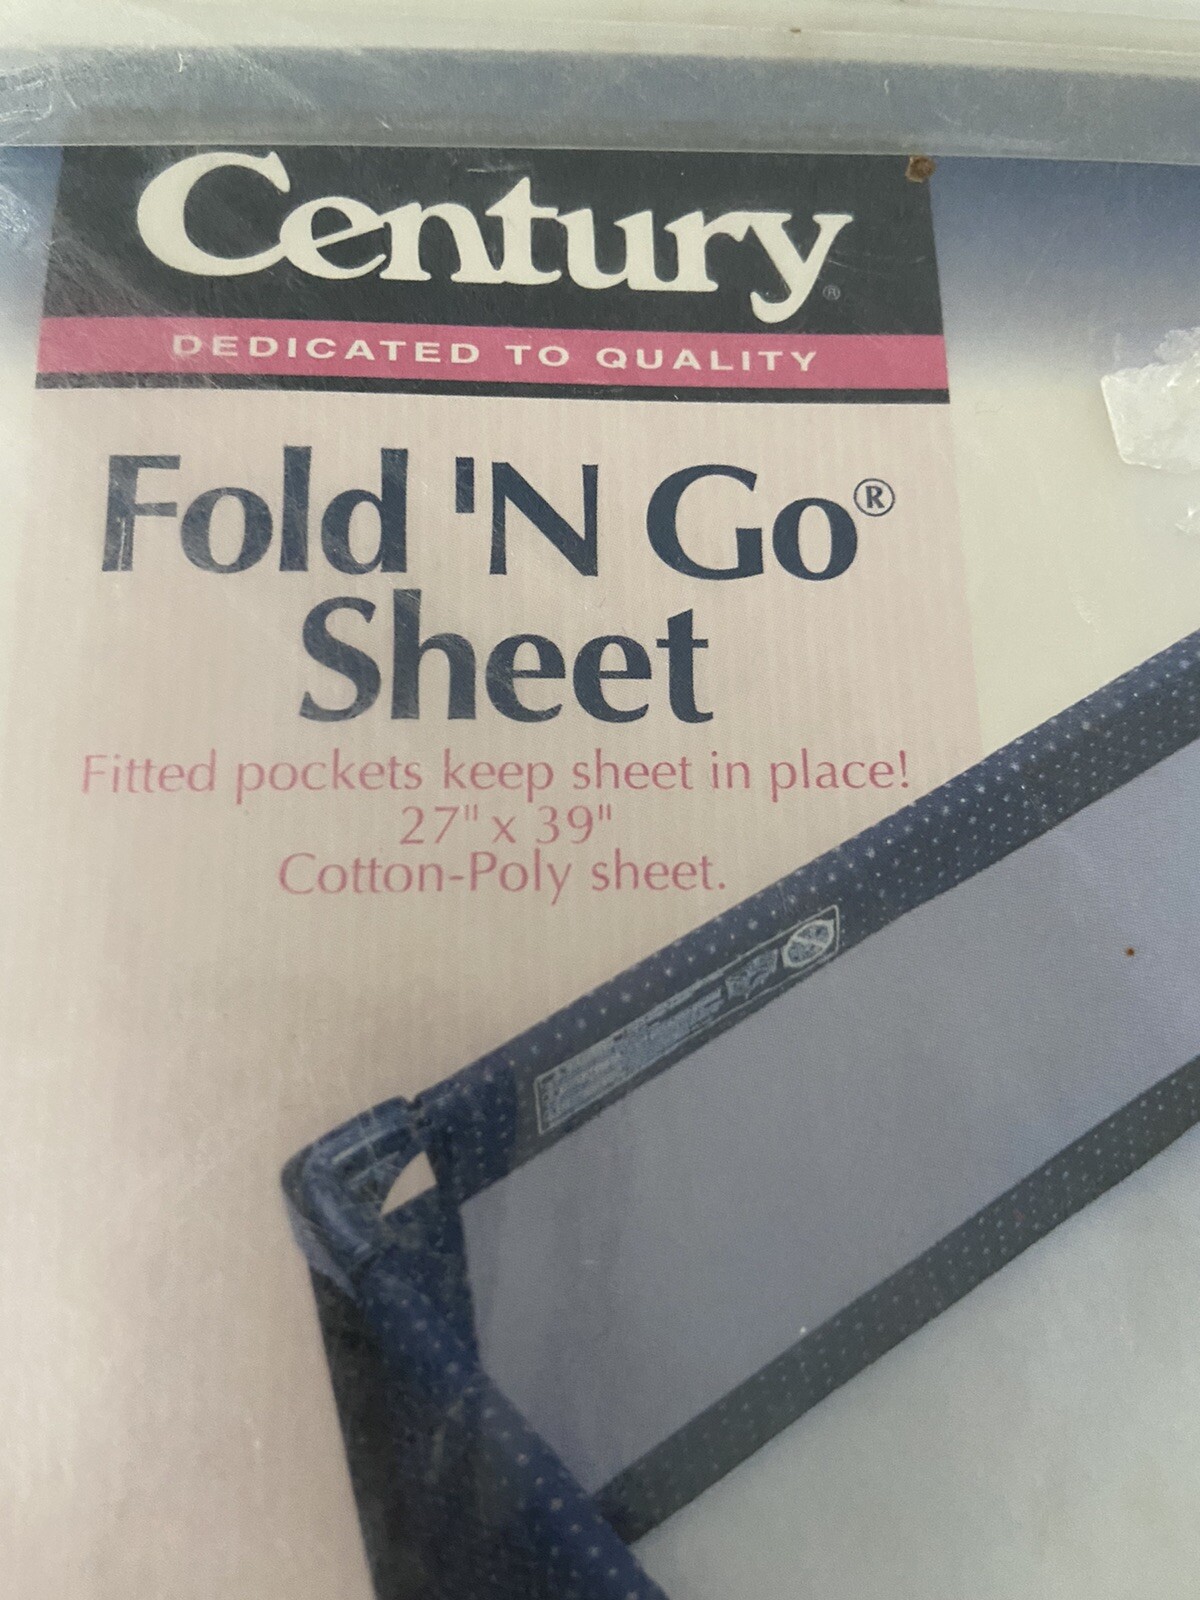 Century®
DEDICATED TO QUALITY
Fold 'N Go®
Sheet
Fitted pockets keep sheet in place!
27" x 39"
Cotton-Poly sheet.